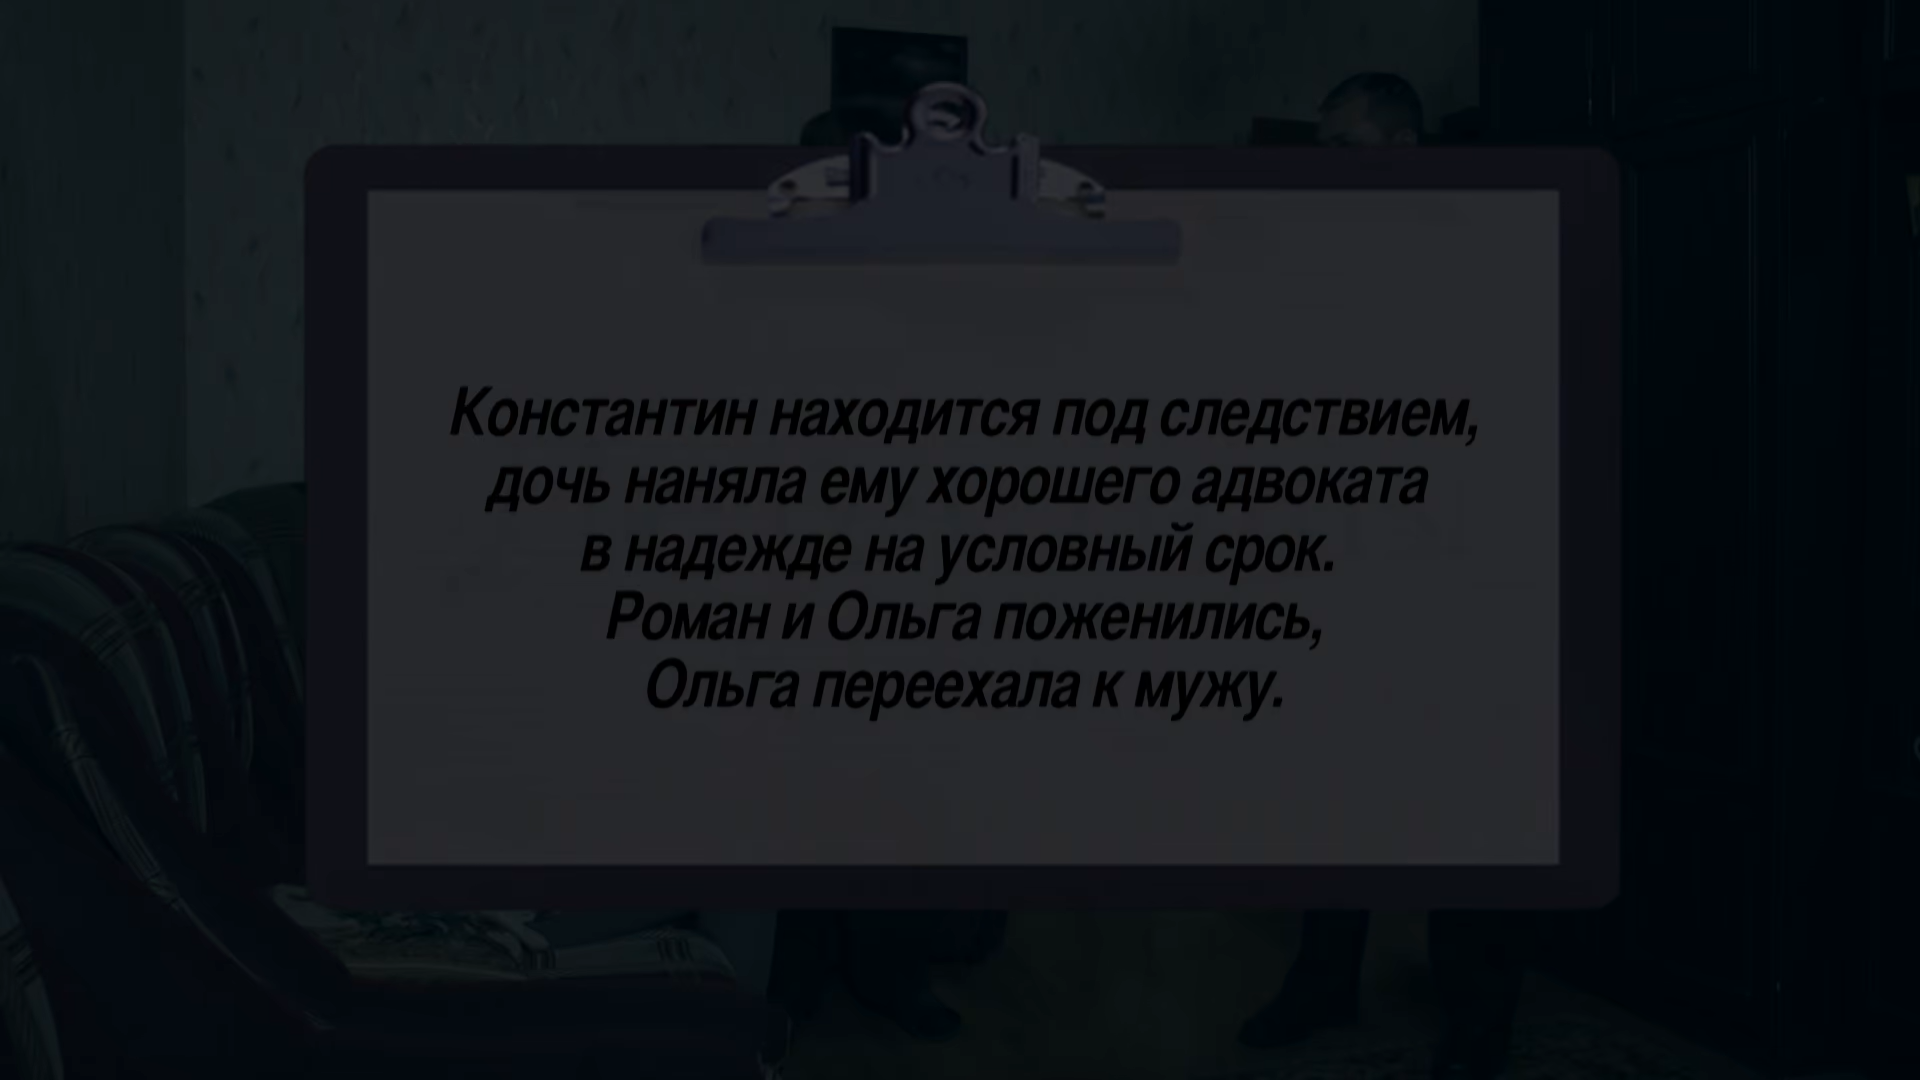 Константин находится под следствием,
дочь наняла ему хорошего адвоката
в надежде на условный срок.
Роман и Ольга поженились,
Ольга переехала к мужу.